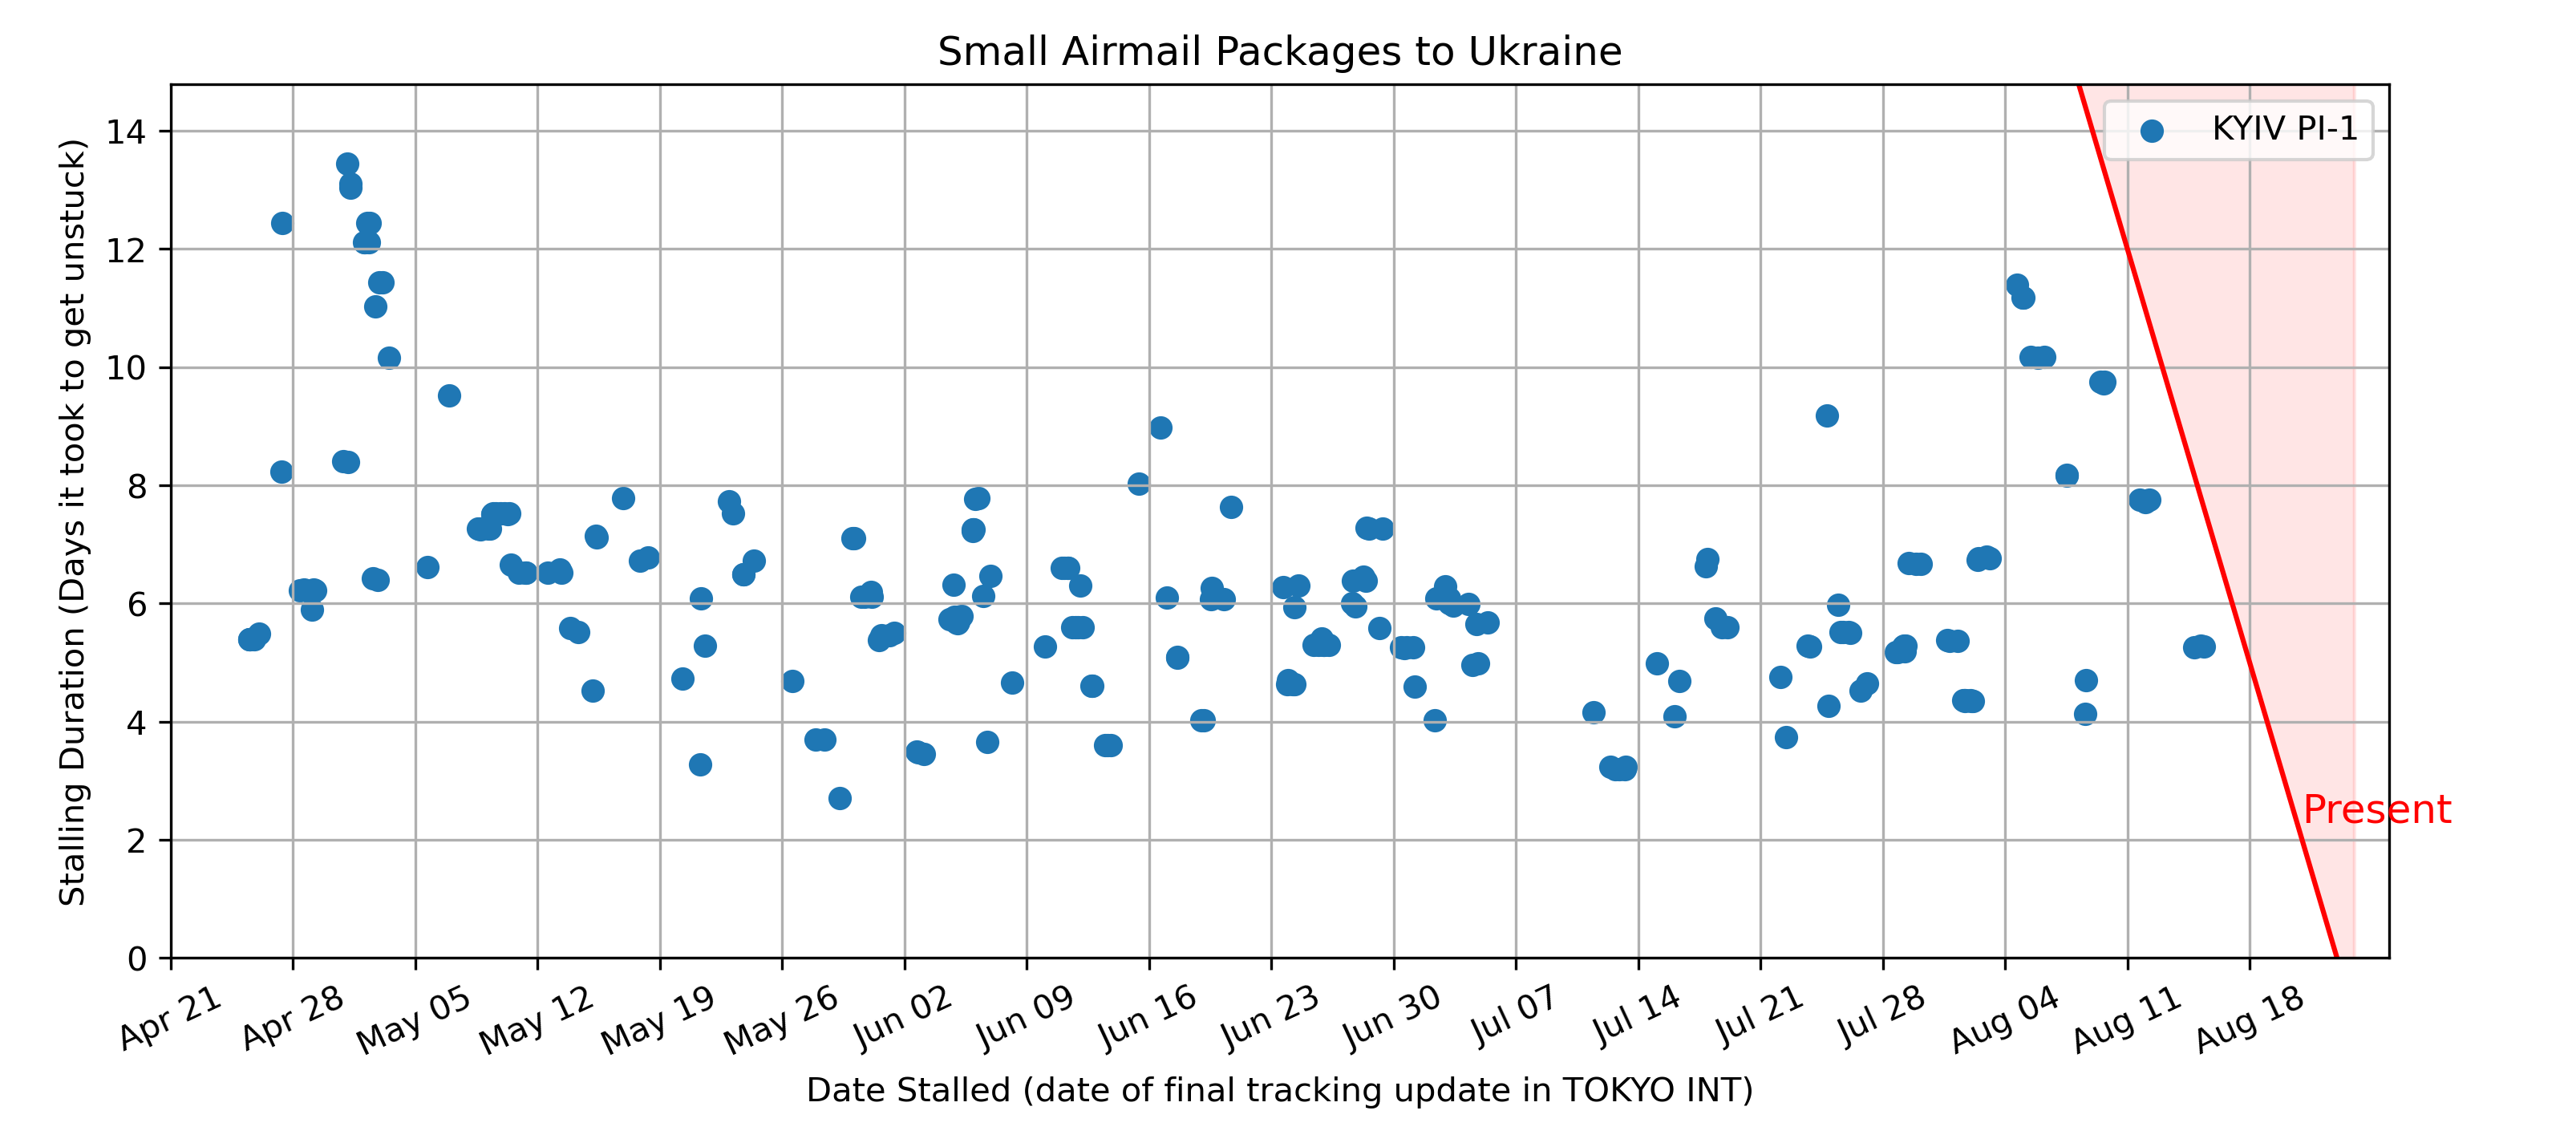 Small Airmail Packages to Ukraine
KYIV PI-1
Stalling Duration (Days it took to get unstuck)
14
12
10
8
6
4
2
0
Present
Apr 21
Apr 28
May 05
May 12
May 19
May 26
Jun 02
Jun 09
Jun 16
Jun 23
Jun 30
Jul 07
Jul 14
Jul 21
Jul 28
Aug 04
Aug 11
Aug 18
Date Stalled (date of final tracking update in TOKYO INT)